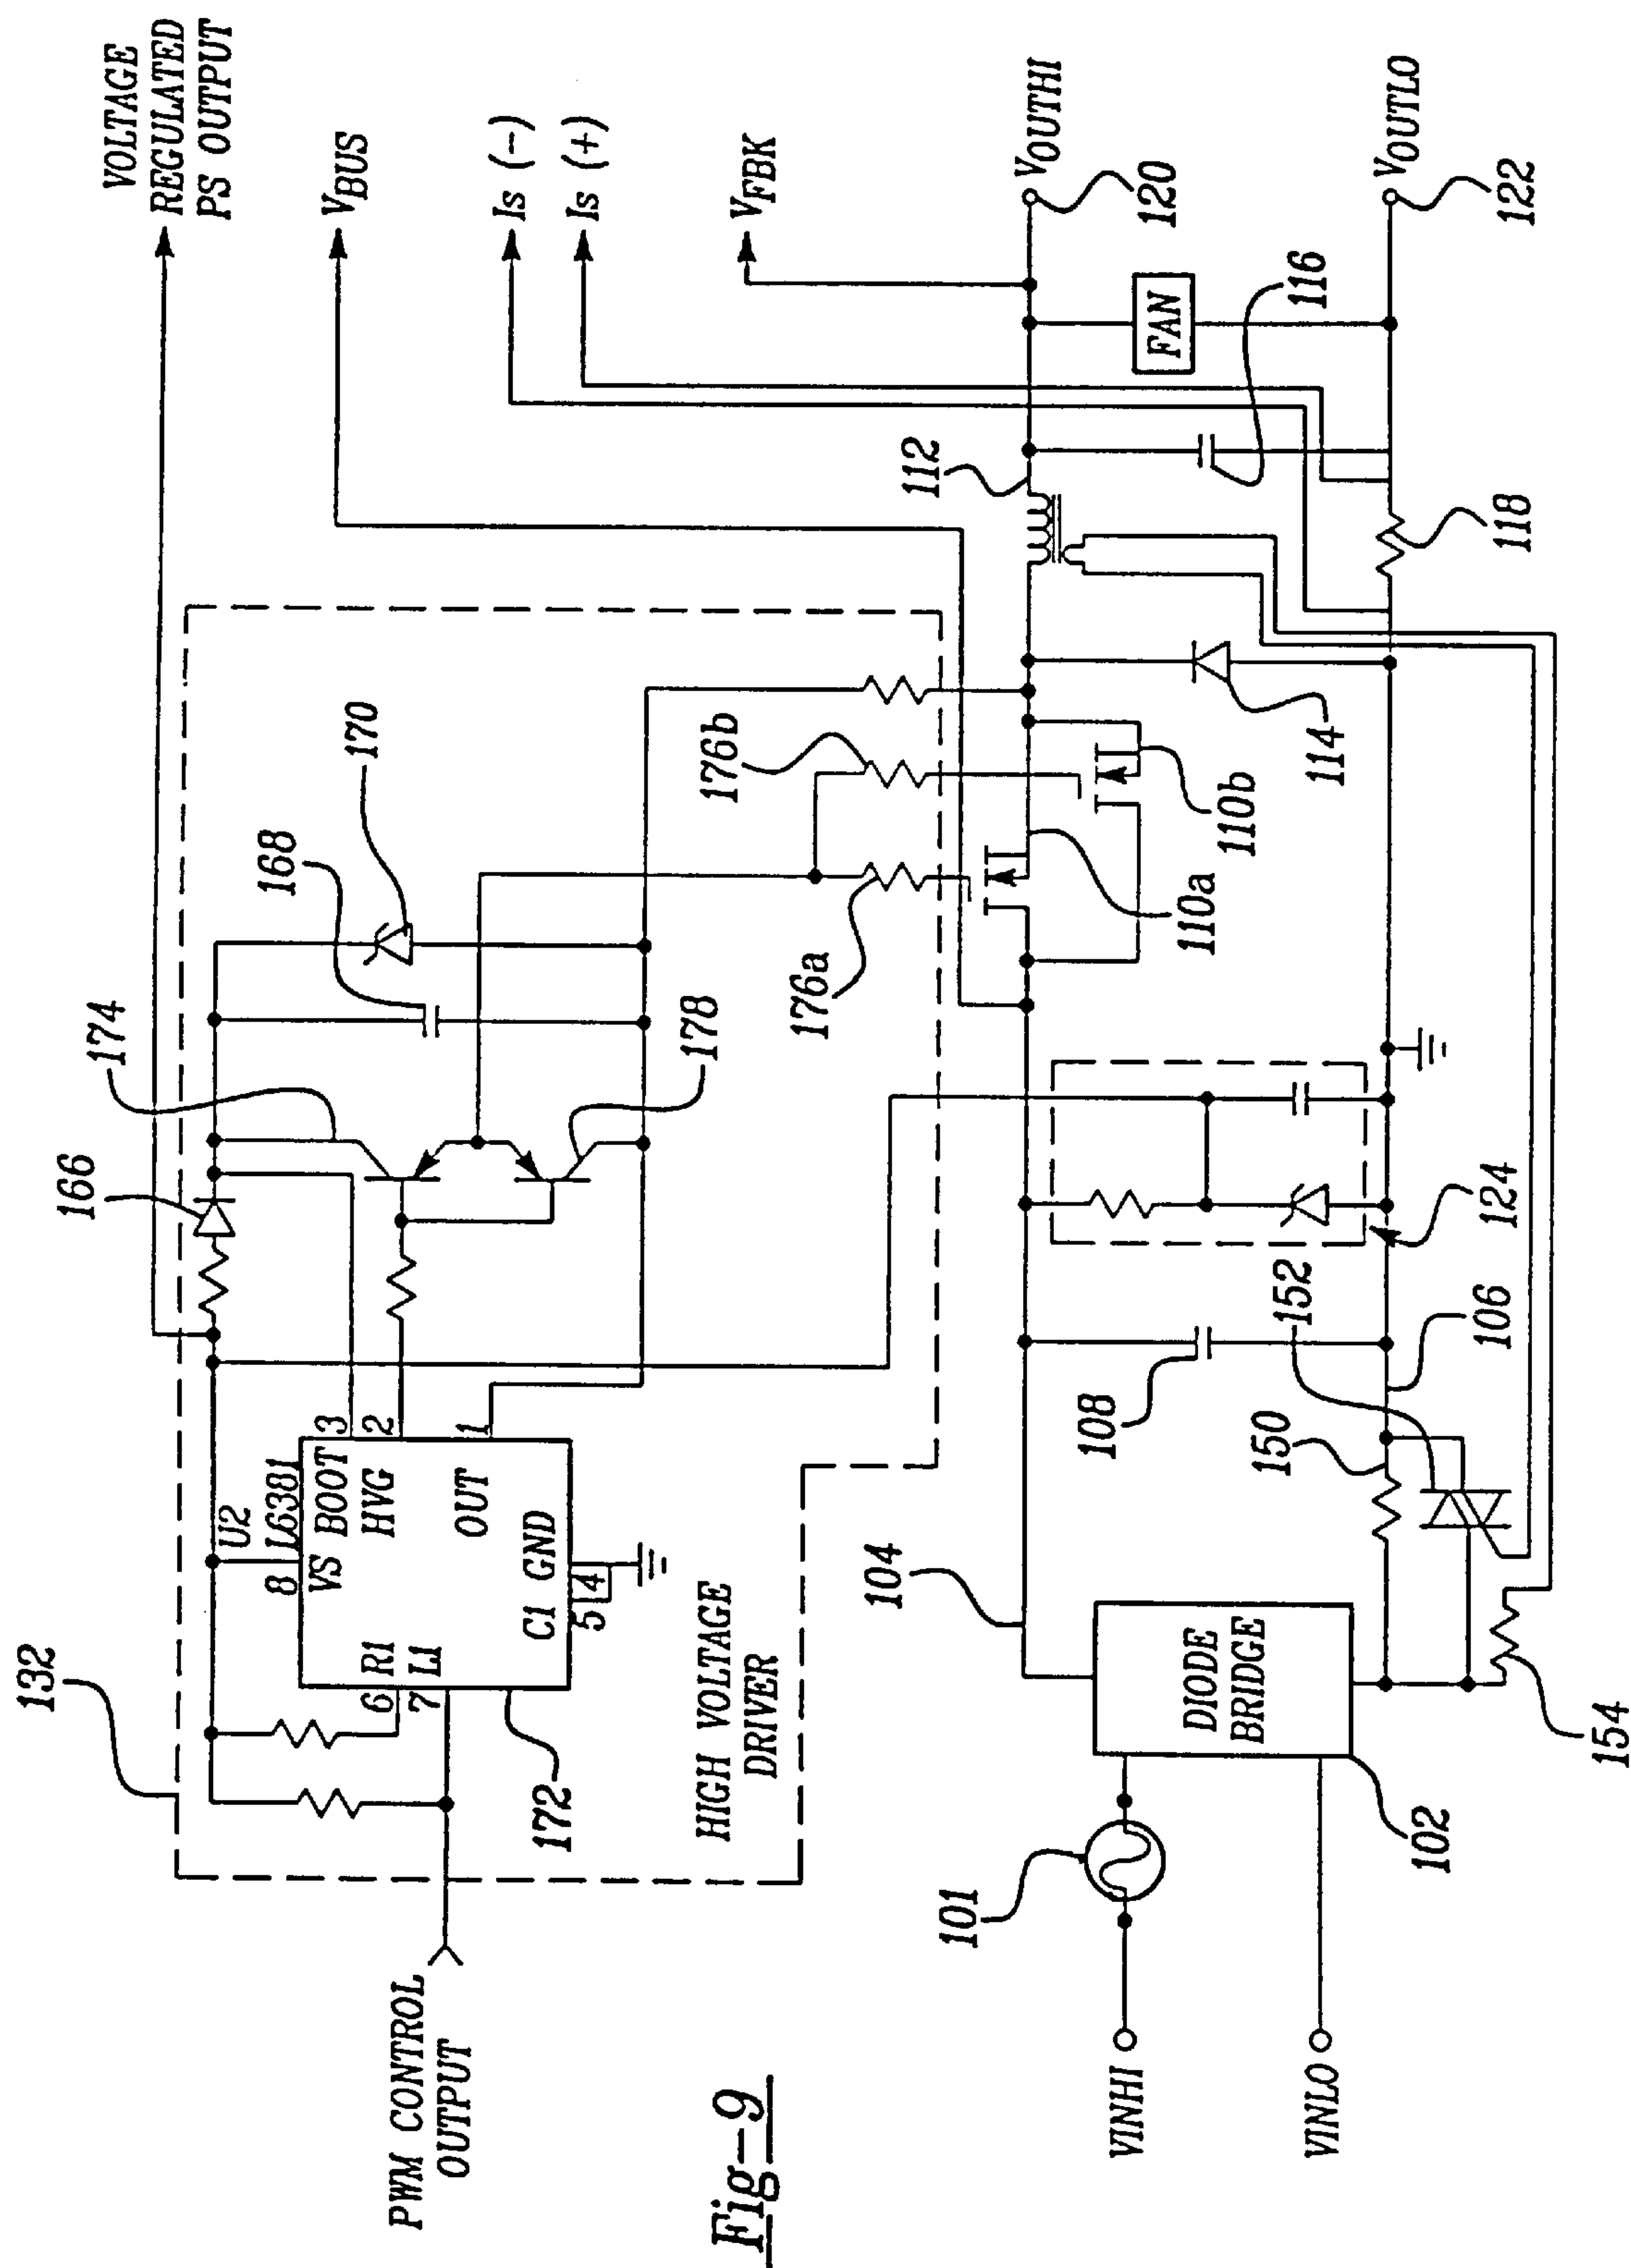 VOLTAGE
REGULATED
PS OUTPUT
VBUS
Is (-)
Is (+)
VFBK
VOUTHI
120
VOUTLO
122
132
166
174
168
170
178
176a
176b
U2
L6381
8
VS
BOOT
3
HVG
2
OUT
1
6
R1
7
L1
C1
GND
5
4
172
HIGH VOLTAGE
DRIVER
PWM CONTROL
OUTPUT
112
116
FAN
118
110a
110b
114
104
108
152
124
106
150
154
DIODE
BRIDGE
102
101
VINHI
VINLO
Fig-9